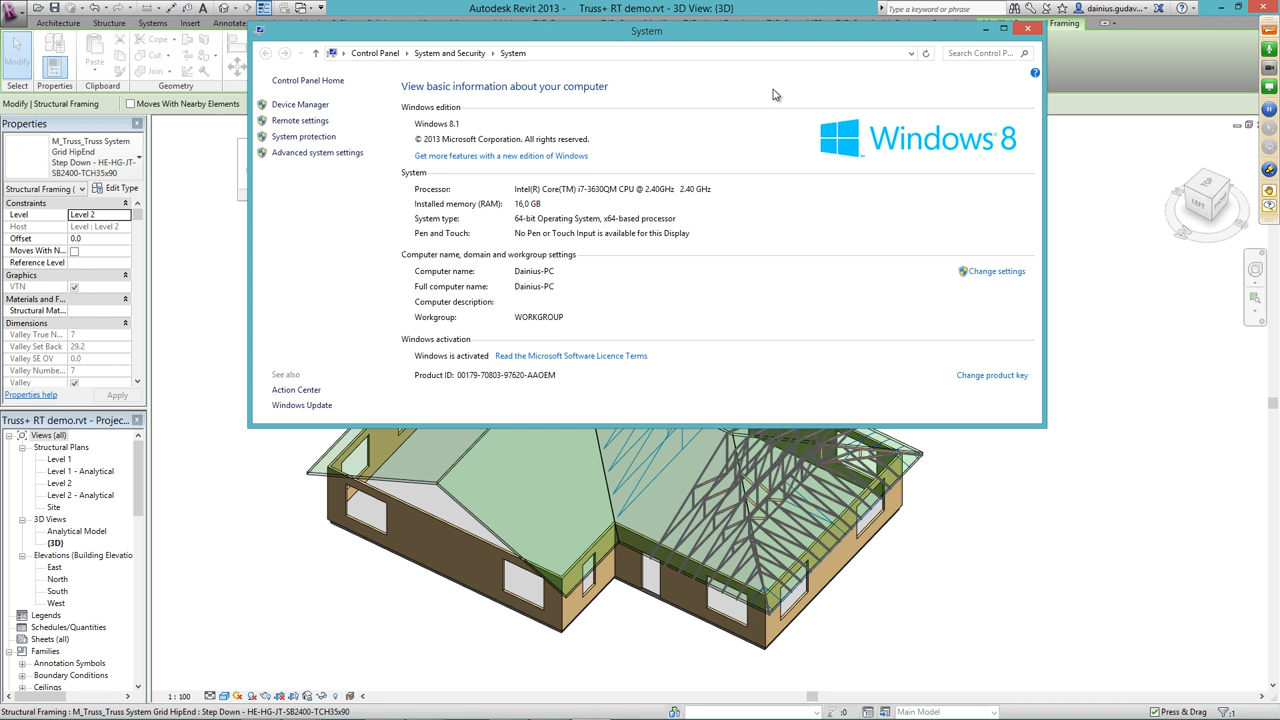 Autodesk Revit 2013 - Truss+ RT demo.rvt - 3D View: {3D}
Type a keyword or phrase
dainius.gudav...
Architecture Structure Systems Insert Annotate
Framing
Modify
Paste
Cope
Cut
Join
Select Properties Clipboard Geometry
Modify | Structural Framing
Moves With Nearby Elements
Properties
M_Truss_Truss System
Grid HipEnd
Step Down - HE-HG-JT-
SB2400-TCH35x90
Structural Framing (
Edit Type
Constraints
Level Level 2
Host Level : Level 2
Offset 0.0
Moves With N...
Reference Level
Graphics
VTN
Materials and F...
Structural Mat...
Dimensions
Valley True N... 7
Valley Set Back 29.2
Valley SE OV 0.0
Valley Number... 7
Valley
Properties help
Apply
Truss+ RT demo.rvt - Projec...
Views (all)
Structural Plans
Level 1
Level 1 - Analytical
Level 2
Level 2 - Analytical
Site
3D Views
Analytical Model
{3D}
Elevations (Building Elevatio
East
North
South
West
Legends
Schedules/Quantities
Sheets (all)
Families
Annotation Symbols
Boundary Conditions
Ceilings
System
Control Panel
System and Security
System
Search Control P...
Control Panel Home
Device Manager
Remote settings
System protection
Advanced system settings
See also
Action Center
Windows Update
View basic information about your computer
Windows edition
Windows 8.1
© 2013 Microsoft Corporation. All rights reserved.
Get more features with a new edition of Windows
Windows 8
System
Processor: Intel(R) Core(TM) i7-3630QM CPU @ 2.40GHz 2.40 GHz
Installed memory (RAM): 16,0 GB
System type: 64-bit Operating System, x64-based processor
Pen and Touch: No Pen or Touch Input is available for this Display
Computer name, domain and workgroup settings
Computer name: Dainius-PC
Change settings
Full computer name: Dainius-PC
Computer description:
Workgroup: WORKGROUP
Windows activation
Windows is activated Read the Microsoft Software Licence Terms
Product ID: 00179-70803-97620-AAOEM
Change product key
TOP
LEFT
1 : 100
Structural Framing : M_Truss_Truss System Grid HipEnd : Step Down - HE-HG-JT-SB2400-TCH35x90
:0
Main Model
Press & Drag
:1